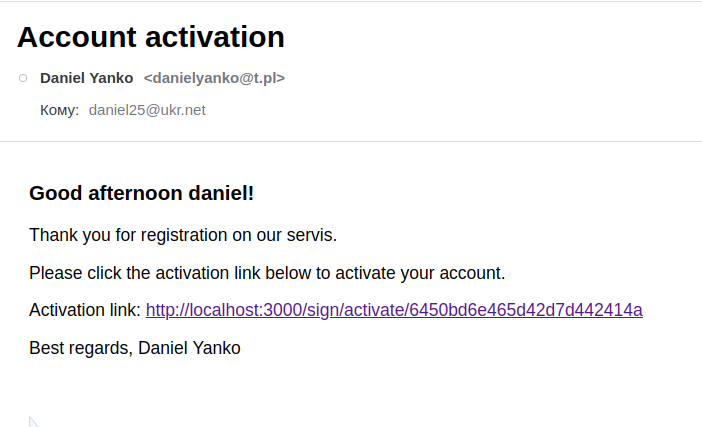 Account activation
Daniel Yanko <danielyanko@t.pl>
Кому: daniel25@ukr.net
Good afternoon daniel!
Thank you for registration on our servis.
Please click the activation link below to activate your account.
Activation link: http://localhost:3000/sign/activate/6450bd6e465d42d7d442414a
Best regards, Daniel Yanko